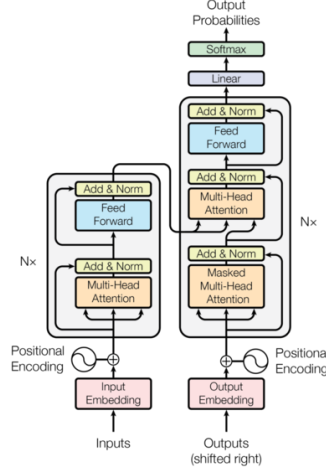 Output
Probabilities
Softmax
Linear
Add & Norm
Feed
Forward
Add & Norm
Multi-Head
Attention
Add & Norm
Masked
Multi-Head
Attention
Nx
Positional
Encoding
Output
Embedding
Outputs
(shifted right)
Add & Norm
Feed
Forward
Add & Norm
Multi-Head
Attention
Nx
Positional
Encoding
Input
Embedding
Inputs